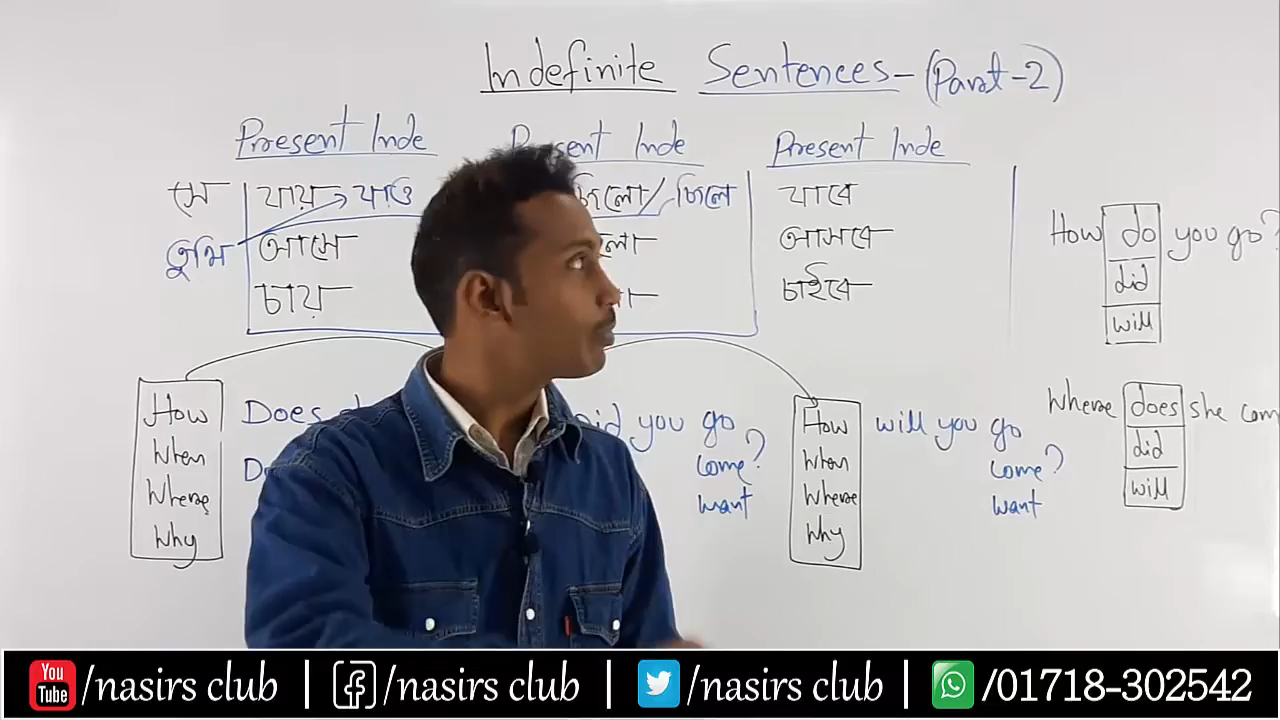 Indefinite Sentences - (Part-2)
Present Inde Present Inde Present Inde
সে যায় যাও ছিলে যাবে
তুমি আসে লো আসবে
চায় চাইবে
How do you go?
did
will
How Does Did you go How will you go
When come? When come?
Where want Where want
Why Why
Where does she com
did
will
You Tube /nasirs club | /nasirs club | /nasirs club | /01718-302542